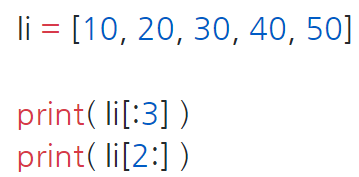 li = [10, 20, 30, 40, 50]
print( li[:3] )
print( li[2:] )